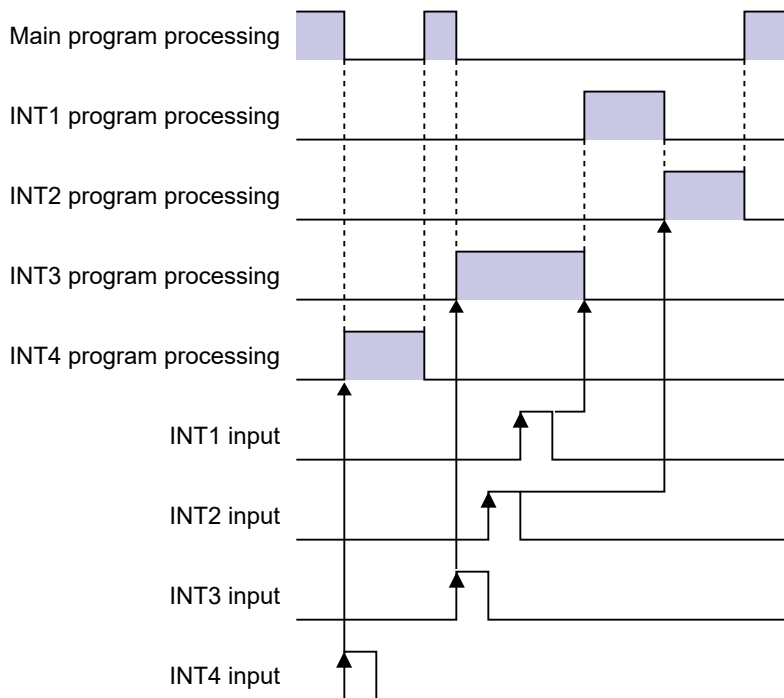 Main program processing
INT1 program processing
INT2 program processing
INT3 program processing
INT4 program processing
INT1 input
INT2 input
INT3 input
INT4 input